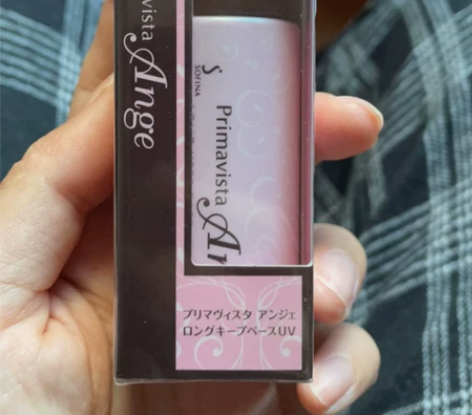 vista
Ange
S
SOFINA
Primavista
An
プリマヴィスタ アンジェ
ロングキープベースUV